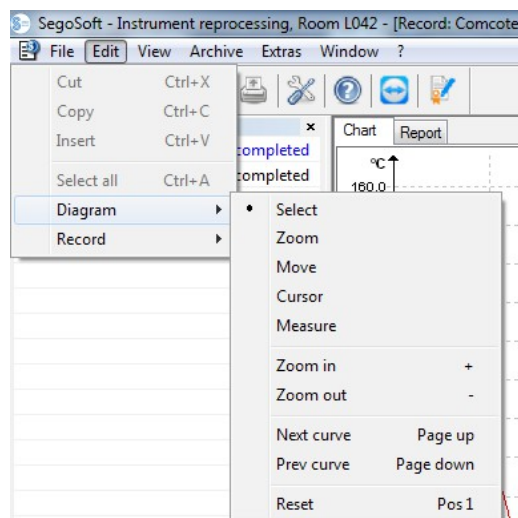 SegoSoft - Instrument reprocessing, Room L042 - [Record: Comcote
File Edit View Archive Extras Window ?
Cut Ctrl+X
Copy Ctrl+C
Insert Ctrl+V
Select all Ctrl+A
Diagram
Record
completed
completed
Chart Report
°C
160.0
Select
Zoom
Move
Cursor
Measure
Zoom in +
Zoom out -
Next curve Page up
Prev curve Page down
Reset Pos 1